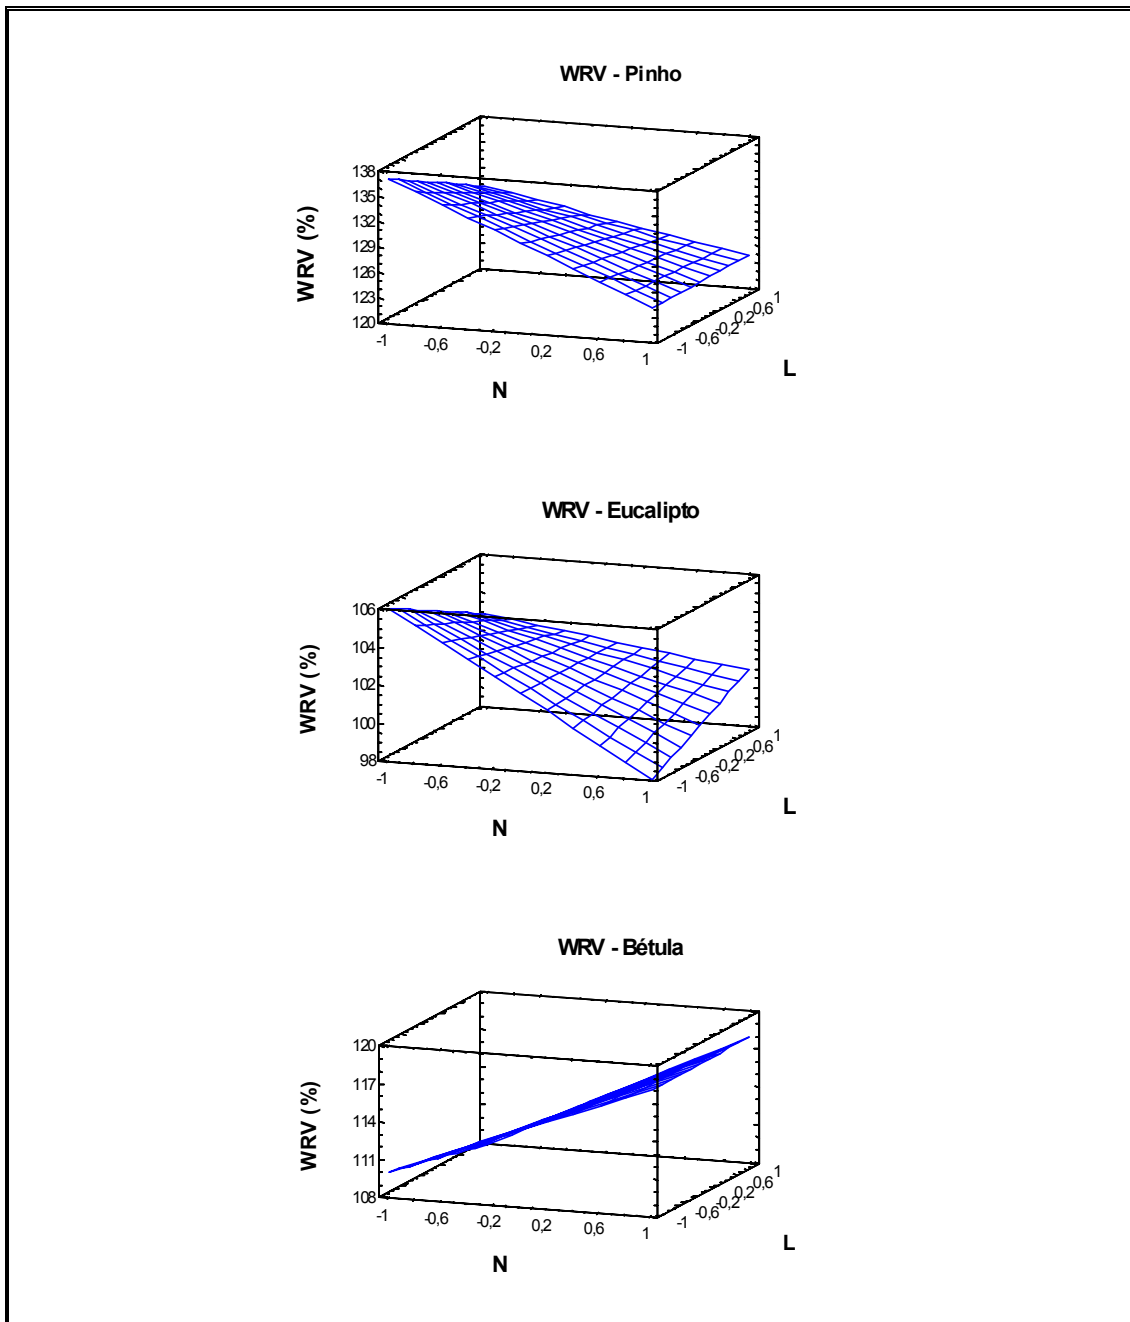 WRV - Pinho
138
135
132
129
126
123
120
WRV (%)
-1 -0,6 -0,2 0,2 0,6 1
N
-1 -0,6 -0,2 0,2 0,6 1
L
WRV - Eucalipto
106
104
102
100
98
WRV (%)
-1 -0,6 -0,2 0,2 0,6 1
N
-1 -0,6 -0,2 0,2 0,6 1
L
WRV - Bétula
120
117
114
111
108
WRV (%)
-1 -0,6 -0,2 0,2 0,6 1
N
-1 -0,6 -0,2 0,2 0,6 1
L